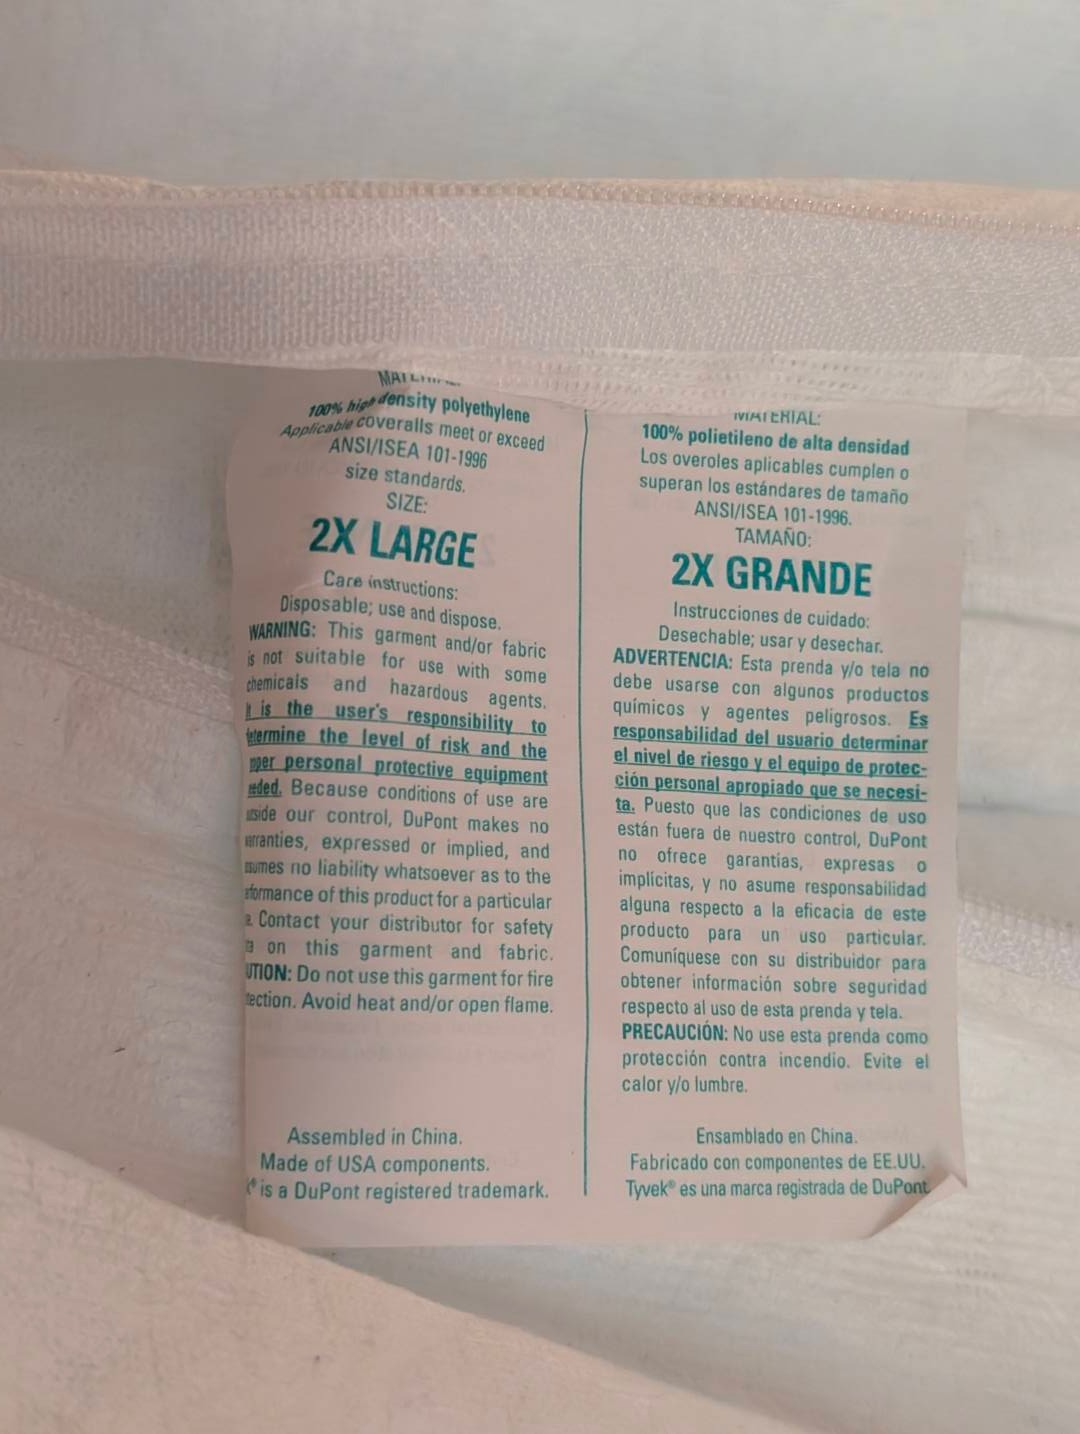 MATERIAL:
100% high density polyethylene
Applicable coveralls meet or exceed
ANSI/ISEA 101-1996
size standards.
SIZE:
2X LARGE
Care instructions:
Disposable; use and dispose.
WARNING: This garment and/or fabric
is not suitable for use with some
chemicals and hazardous agents.
It is the user's responsibility to
etermine the level of risk and the
oper personal protective equipment
eeded. Because conditions of use are
utside our control, DuPont makes no
arranties, expressed or implied, and
ssumes no liability whatsoever as to the
erformance of this product for a particular
e. Contact your distributor for safety
ta on this garment and fabric.
UTION: Do not use this garment for fire
tection. Avoid heat and/or open flame.
Assembled in China.
Made of USA components.
k® is a DuPont registered trademark.
MATERIAL:
100% polietileno de alta densidad
Los overoles aplicables cumplen o
superan los estándares de tamaño
ANSI/ISEA 101-1996.
TAMAÑO:
2X GRANDE
Instrucciones de cuidado:
Desechable; usar y desechar.
ADVERTENCIA: Esta prenda y/o tela no
debe usarse con algunos productos
químicos y agentes peligrosos. Es
responsabilidad del usuario determinar
el nivel de riesgo y el equipo de protec-
ción personal apropiado que se necesi-
ta. Puesto que las condiciones de uso
están fuera de nuestro control, DuPont
no ofrece garantías, expresas o
implícitas, y no asume responsabilidad
alguna respecto a la eficacia de este
producto para un uso particular.
Comuníquese con su distribuidor para
obtener información sobre seguridad
respecto al uso de esta prenda y tela.
PRECAUCIÓN: No use esta prenda como
protección contra incendio. Evite el
calor y/o lumbre.
Ensamblado en China.
Fabricado con componentes de EE.UU.
Tyvek® es una marca registrada de DuPont